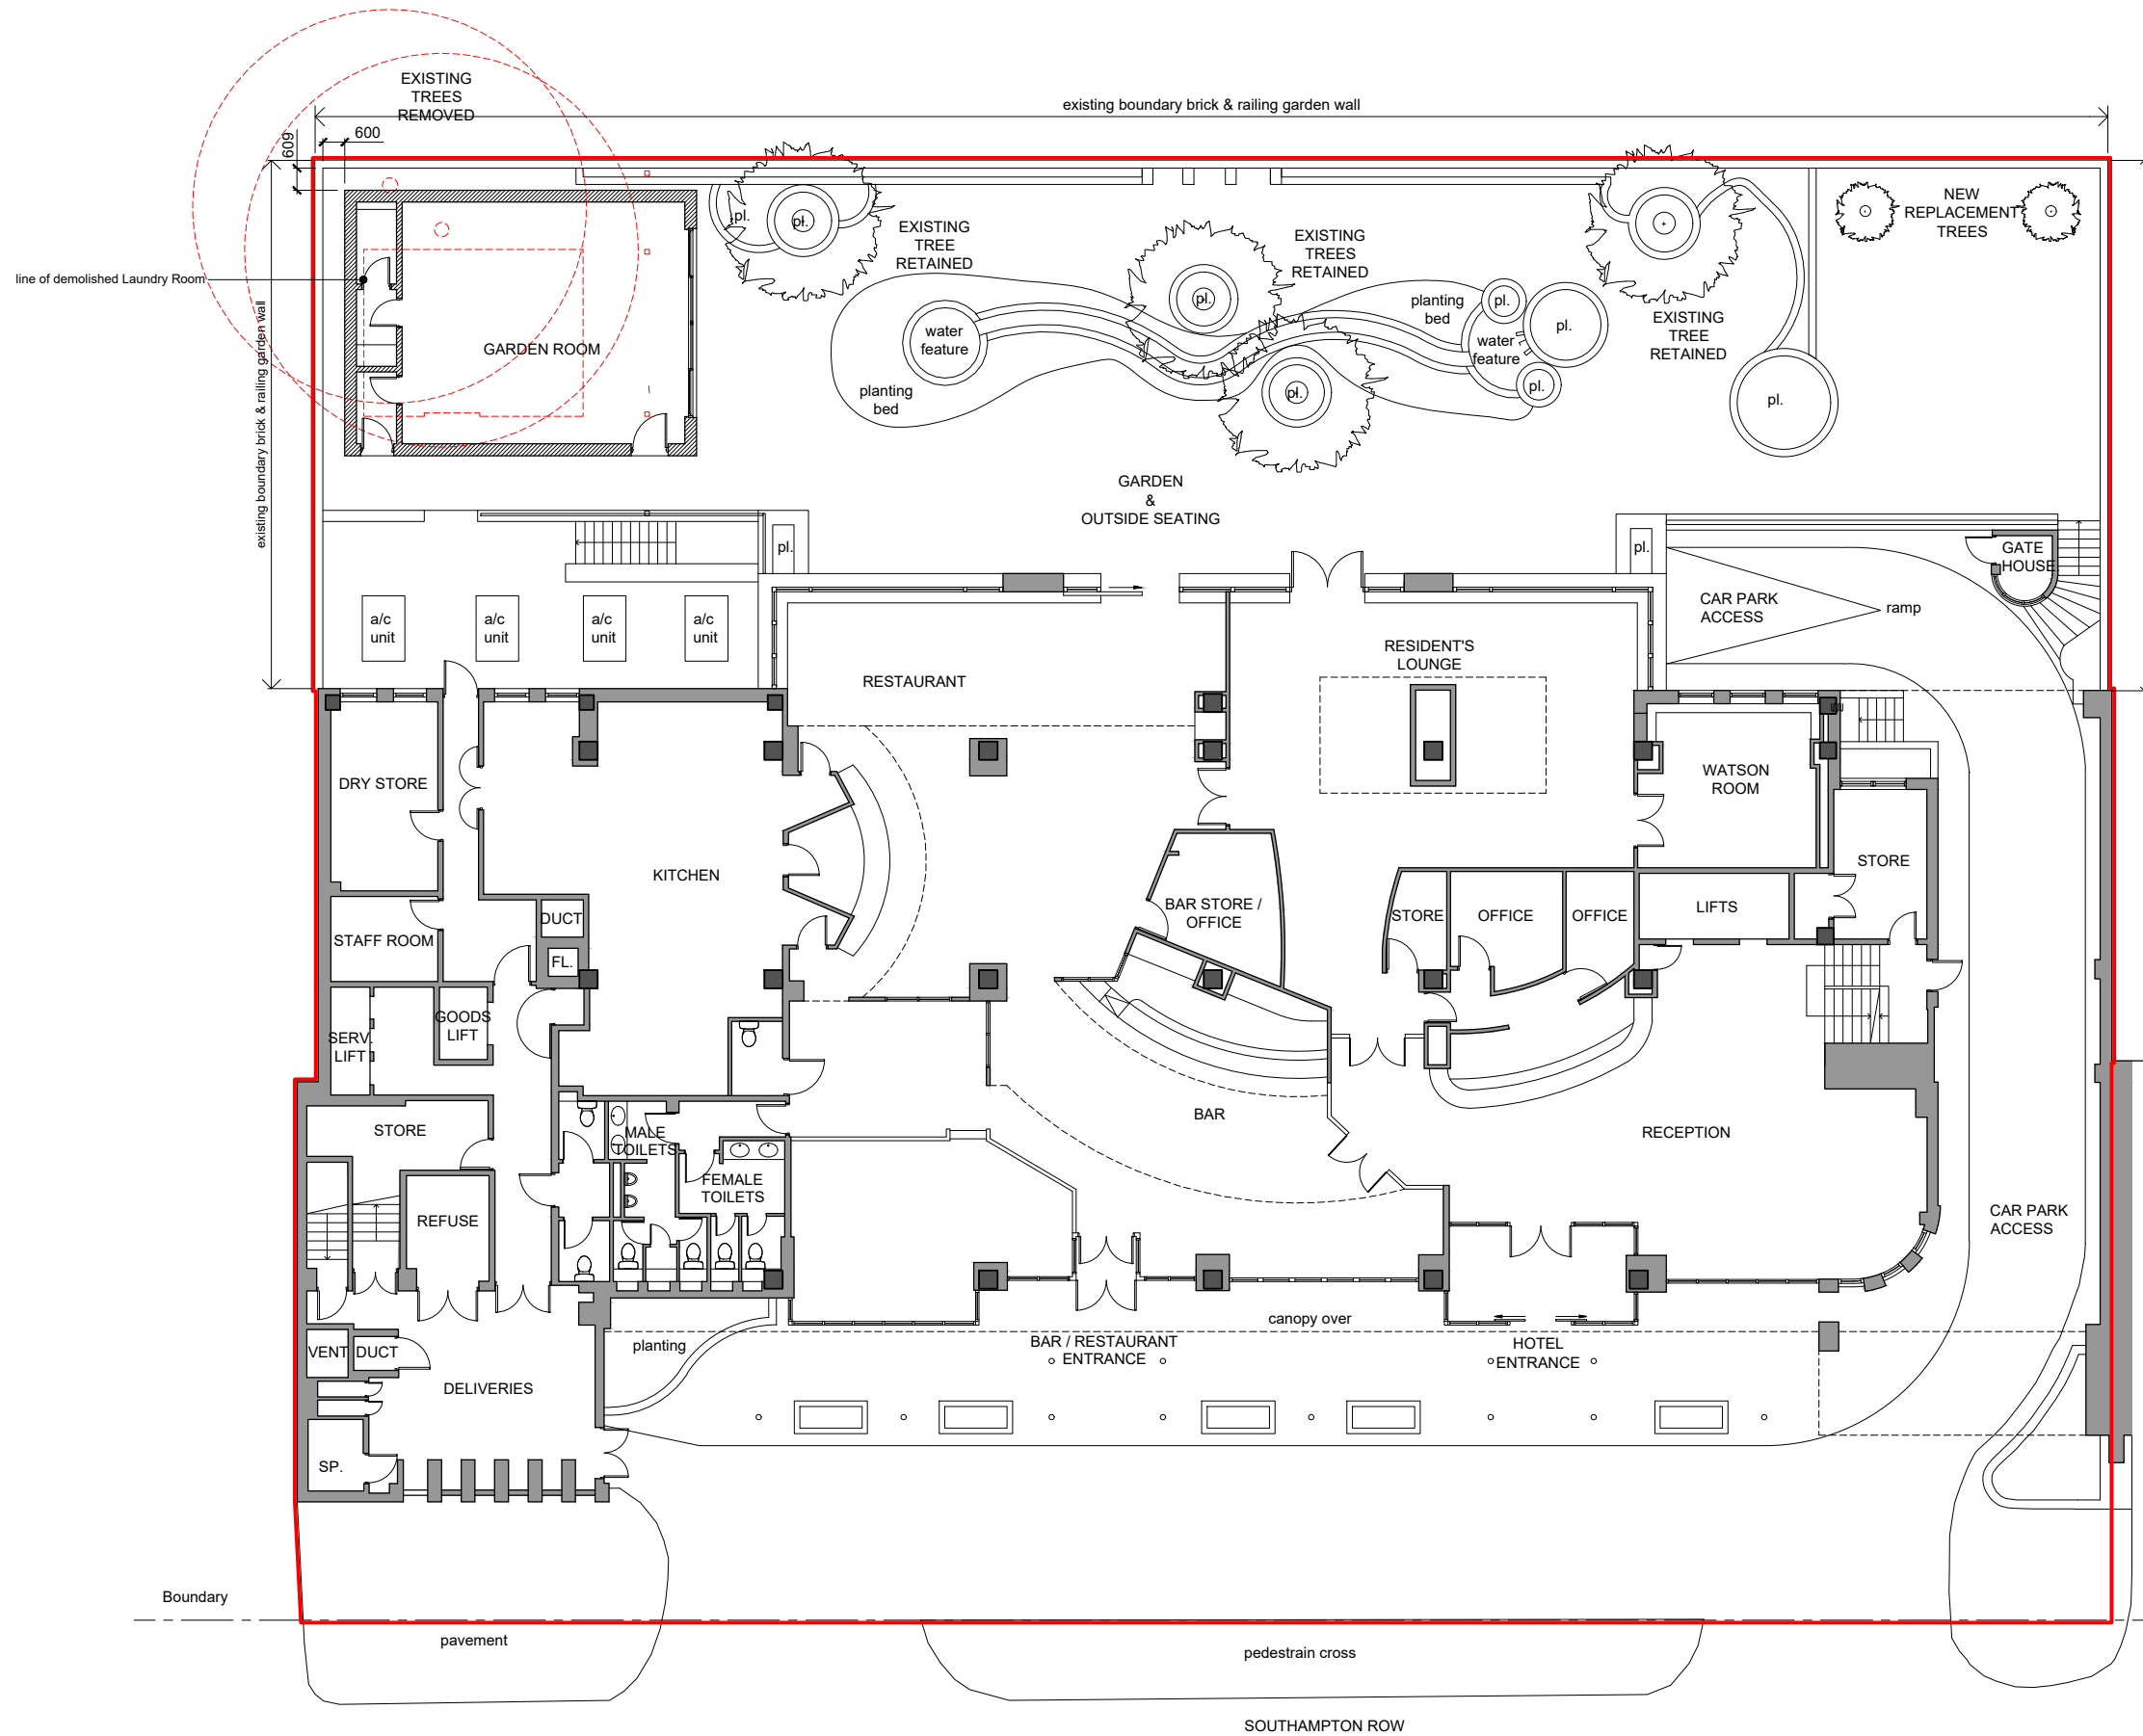 EXISTING
TREES
REMOVED
existing boundary brick & railing garden wall
600
609
line of demolished Laundry Room
existing boundary brick & railing garden wall
GARDEN ROOM
pl.
pl.
EXISTING
TREE
RETAINED
water
feature
planting
bed
pl.
EXISTING
TREES
RETAINED
pl.
planting
bed
water
feature
pl.
pl.
pl.
EXISTING
TREE
RETAINED
NEW
REPLACEMENT
TREES
pl.
GARDEN
&
OUTSIDE SEATING
pl.
pl.
GATE
HOUSE
CAR PARK
ACCESS
ramp
a/c
unit
a/c
unit
a/c
unit
a/c
unit
RESTAURANT
RESIDENT'S
LOUNGE
DRY STORE
WATSON
ROOM
KITCHEN
STORE
BAR STORE /
OFFICE
STORE
OFFICE
OFFICE
LIFTS
DUCT
STAFF ROOM
FL.
GOODS
LIFT
SERV.
LIFT
BAR
RECEPTION
STORE
MALE
TOILETS
FEMALE
TOILETS
REFUSE
CAR PARK
ACCESS
canopy over
planting
BAR / RESTAURANT
ENTRANCE
HOTEL
ENTRANCE
VENT
DUCT
DELIVERIES
SP.
Boundary
pavement
pedestrain cross
SOUTHAMPTON ROW